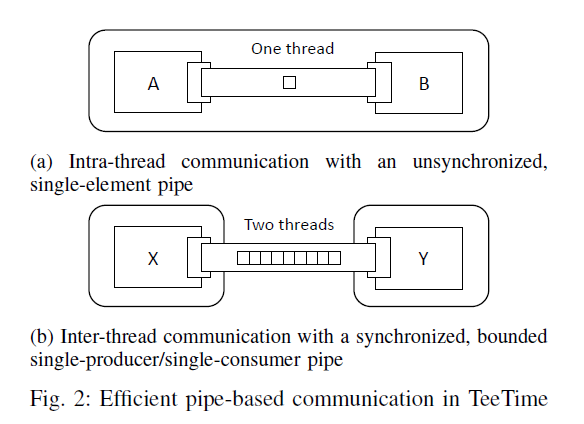 One thread
A
B
(a) Intra-thread communication with an unsynchronized,
single-element pipe
Two threads
X
Y
(b) Inter-thread communication with a synchronized, bounded
single-producer/single-consumer pipe
Fig. 2: Efficient pipe-based communication in TeeTime